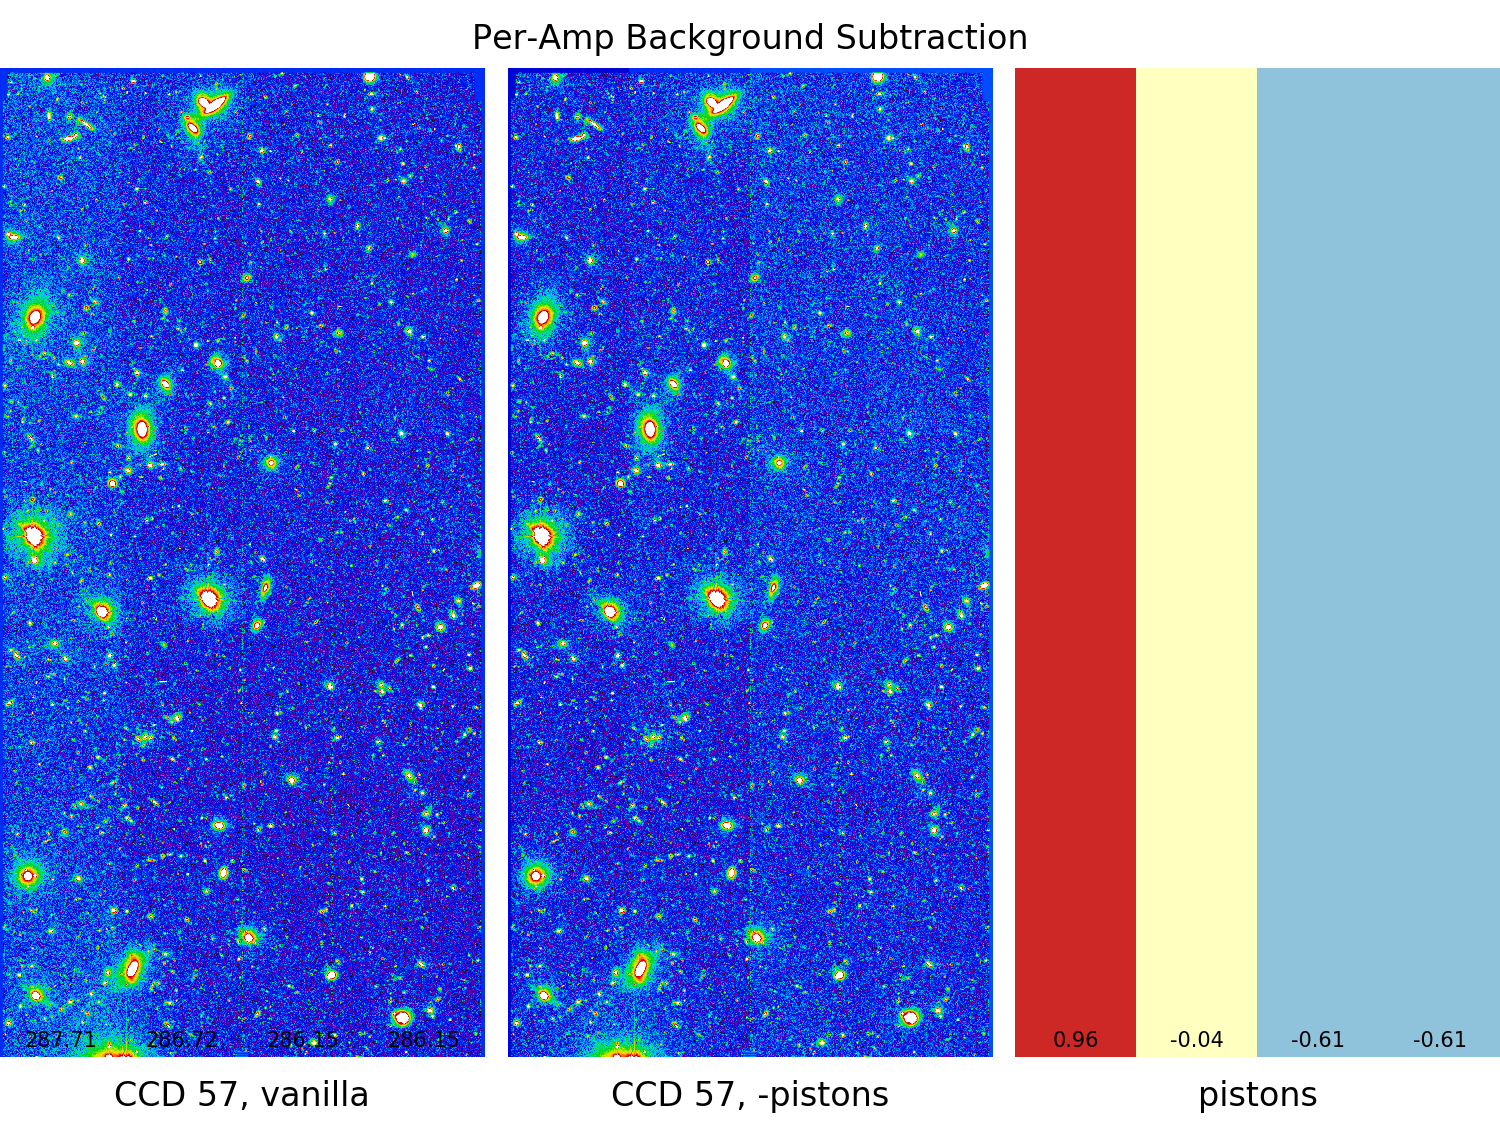 Per-Amp Background Subtraction
287.71 286.72 286.15 286.15
0.96 -0.04 -0.61 -0.61
CCD 57, vanilla
CCD 57, -pistons
pistons